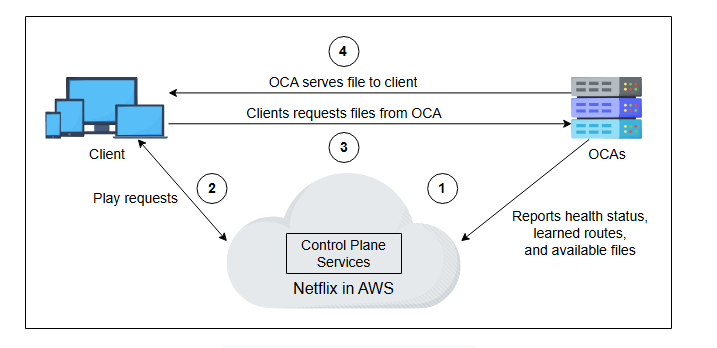 4
OCA serves file to client
Clients requests files from OCA
Client
3
OCAs
2
1
Play requests
Reports health status,
learned routes,
and available files
Control Plane
Services
Netflix in AWS